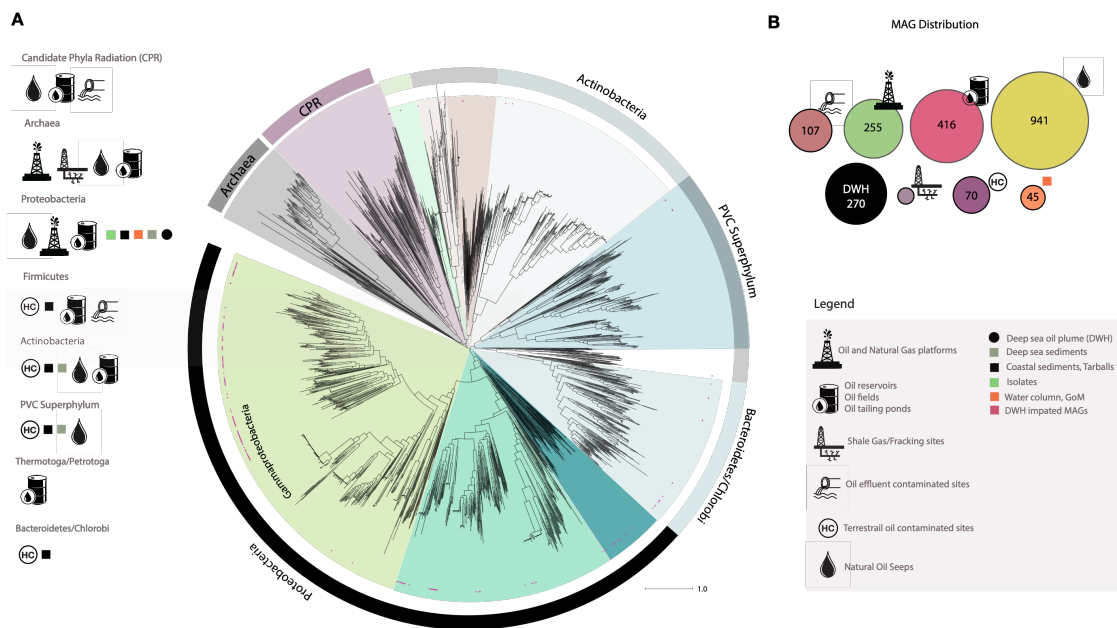 A
Candidate Phyla Radiation (CPR)
Archaea
Proteobacteria
Firmicutes
HC
Actinobacteria
HC
PVC Superphylum
HC
Thermotoga/Petrotoga
Bacteroidetes/Chlorobi
HC
Archaea
CPR
Actinobacteria
PVC Superphylum
Bacteroidetes/Chlorobi
Gammaproteobacteria
Proteobacteria
1.0
B
MAG Distribution
107
255
416
941
DWH
270
70
HC
45
Legend
Oil and Natural Gas platforms
Oil reservoirs
Oil fields
Oil tailing ponds
Shale Gas/Fracking sites
Oil effluent contaminated sites
HC
Terrestrail oil contaminated sites
Natural Oil Seeps
Deep sea oil plume (DWH)
Deep sea sediments
Coastal sediments, Tarballs
Isolates
Water column, GoM
DWH impated MAGs